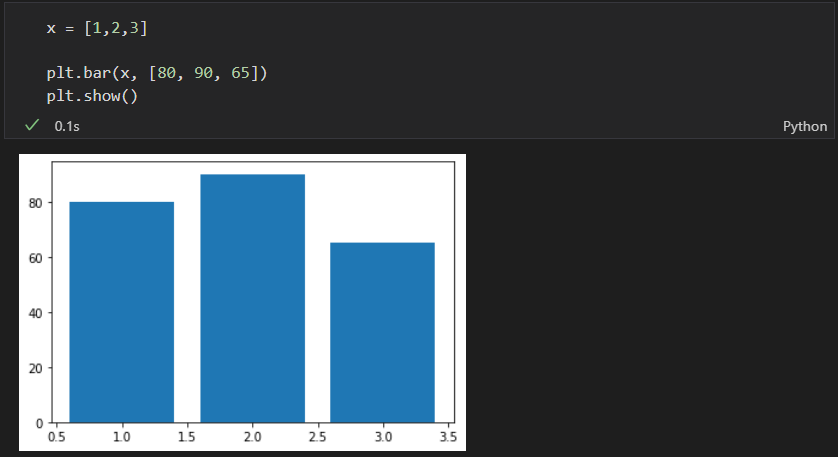 x = [1,2,3]
plt.bar(x, [80, 90, 65])
plt.show()
0.1s Python
80
60
40
20
0
0.5 1.0 1.5 2.0 2.5 3.0 3.5